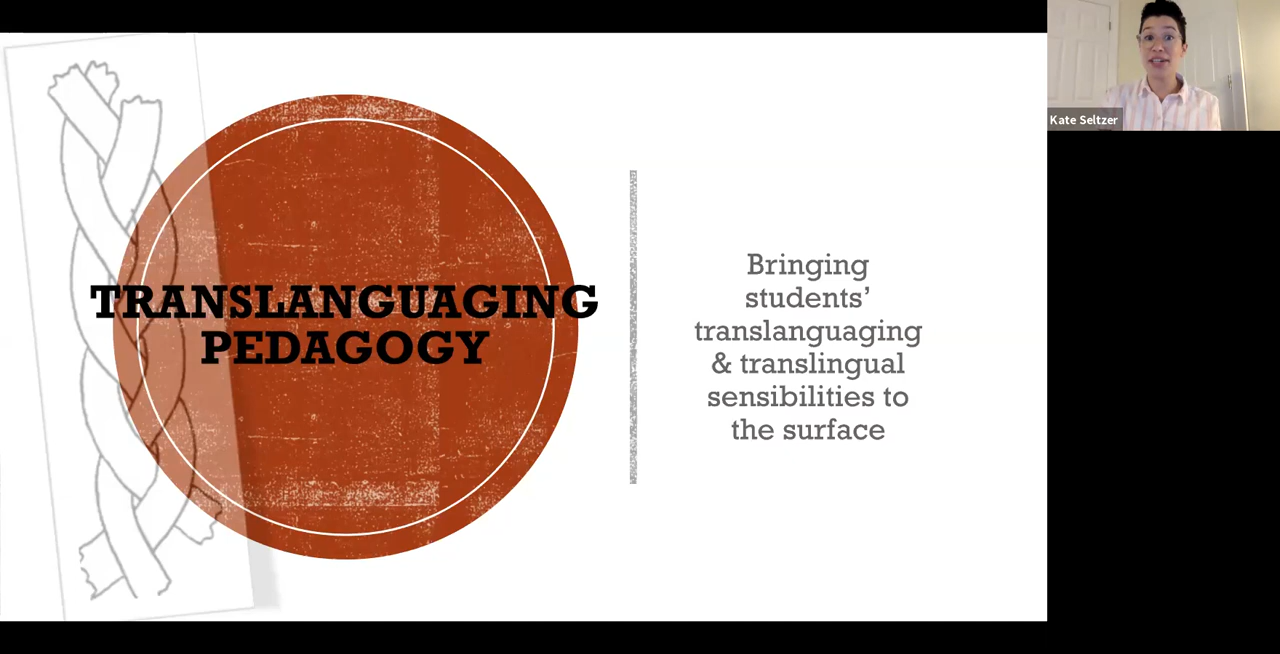 TRANSLANGUAGING
PEDAGOGY
Bringing
students’
translanguaging
& translingual
sensibilities to
the surface
Kate Seltzer